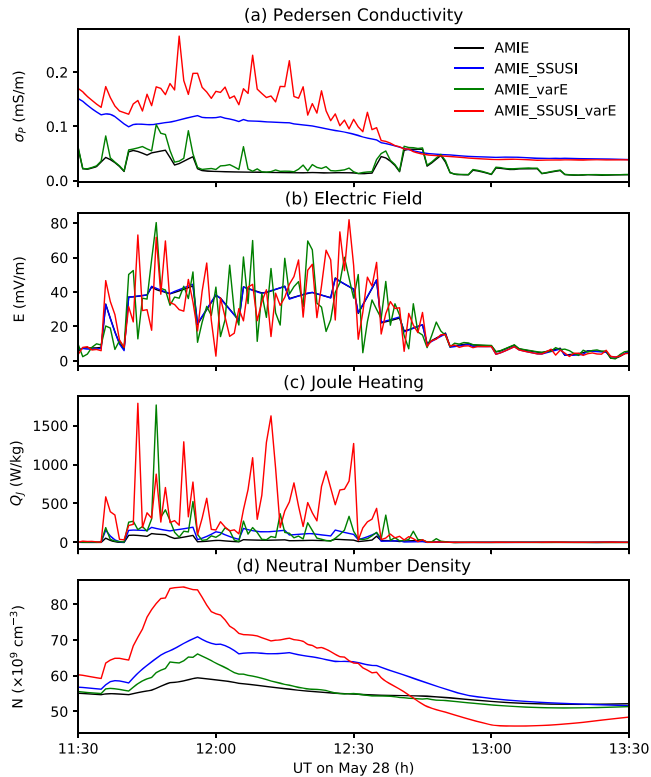 (a) Pedersen Conductivity
σP (mS/m)
0.2
0.1
0.0
AMIE
AMIE_SSUSI
AMIE_varE
AMIE_SSUSI_varE
(b) Electric Field
E (mV/m)
80
60
40
20
0
(c) Joule Heating
QJ (W/kg)
1500
1000
500
0
(d) Neutral Number Density
N (×10⁹ cm⁻³)
80
70
60
50
11:30
12:00
12:30
13:00
13:30
UT on May 28 (h)